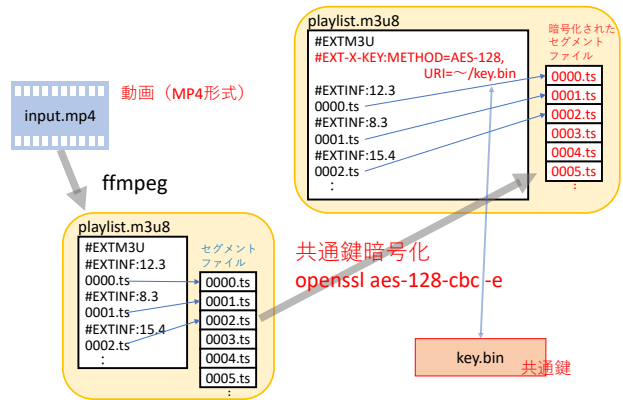 input.mp4
動画（MP4形式）
ffmpeg
playlist.m3u8
#EXTM3U
#EXTINF:12.3
0000.ts
#EXTINF:8.3
0001.ts
#EXTINF:15.4
0002.ts
:
セグメント
ファイル
0000.ts
0001.ts
0002.ts
0003.ts
0004.ts
0005.ts
:
共通鍵暗号化
openssl aes-128-cbc -e
playlist.m3u8
#EXTM3U
#EXT-X-KEY:METHOD=AES-128,
URI=～/key.bin
#EXTINF:12.3
0000.ts
#EXTINF:8.3
0001.ts
#EXTINF:15.4
0002.ts
:
暗号化された
セグメント
ファイル
0000.ts
0001.ts
0002.ts
0003.ts
0004.ts
0005.ts
:
key.bin
共通鍵